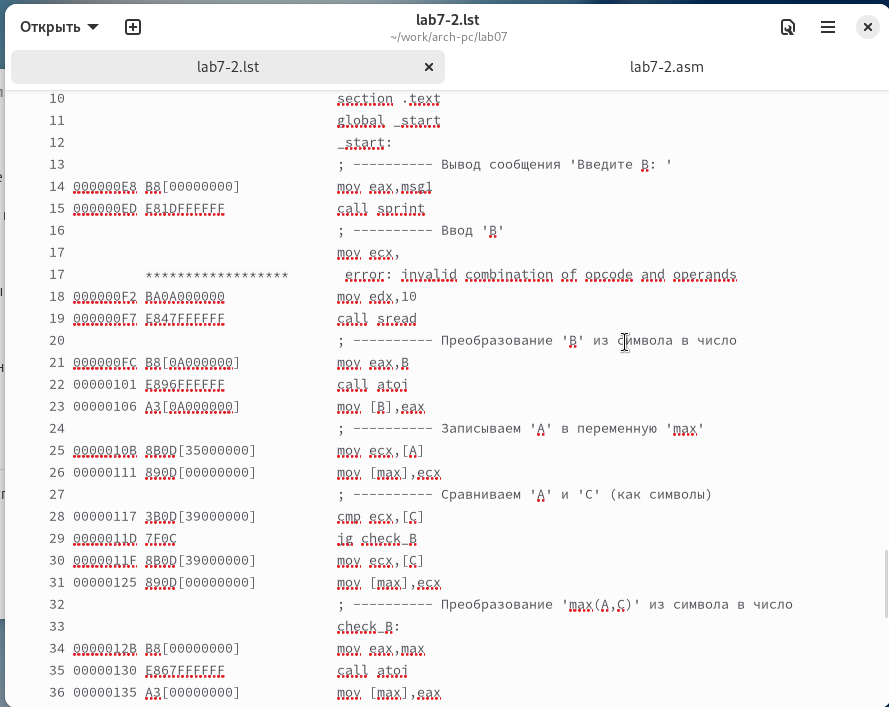 Открыть
lab7-2.lst
~/work/arch-pc/lab07
lab7-2.lst
lab7-2.asm
10 section .text
11 global _start
12 _start:
13 ; ---------- Вывод сообщения 'Введите B: '
14 000000E8 B8[00000000] mov eax,msg1
15 000000ED E81DFFFFFF call sprint
16 ; ---------- Ввод 'B'
17 mov ecx,
17 ****************** error: invalid combination of opcode and operands
18 000000F2 BA0A000000 mov edx,10
19 000000F7 E847FFFFFF call sread
20 ; ---------- Преобразование 'B' из символа в число
21 000000FC B8[0A000000] mov eax,B
22 00000101 E896FFFFFF call atoi
23 00000106 A3[0A000000] mov [B],eax
24 ; ---------- Записываем 'A' в переменную 'max'
25 0000010B 8B0D[35000000] mov ecx,[A]
26 00000111 890D[00000000] mov [max],ecx
27 ; ---------- Сравниваем 'A' и 'С' (как символы)
28 00000117 3B0D[39000000] cmp ecx,[C]
29 0000011D 7F0C jg check_B
30 0000011F 8B0D[39000000] mov ecx,[C]
31 00000125 890D[00000000] mov [max],ecx
32 ; ---------- Преобразование 'max(A,C)' из символа в число
33 check_B:
34 0000012B B8[00000000] mov eax,max
35 00000130 E867FFFFFF call atoi
36 00000135 A3[00000000] mov [max],eax